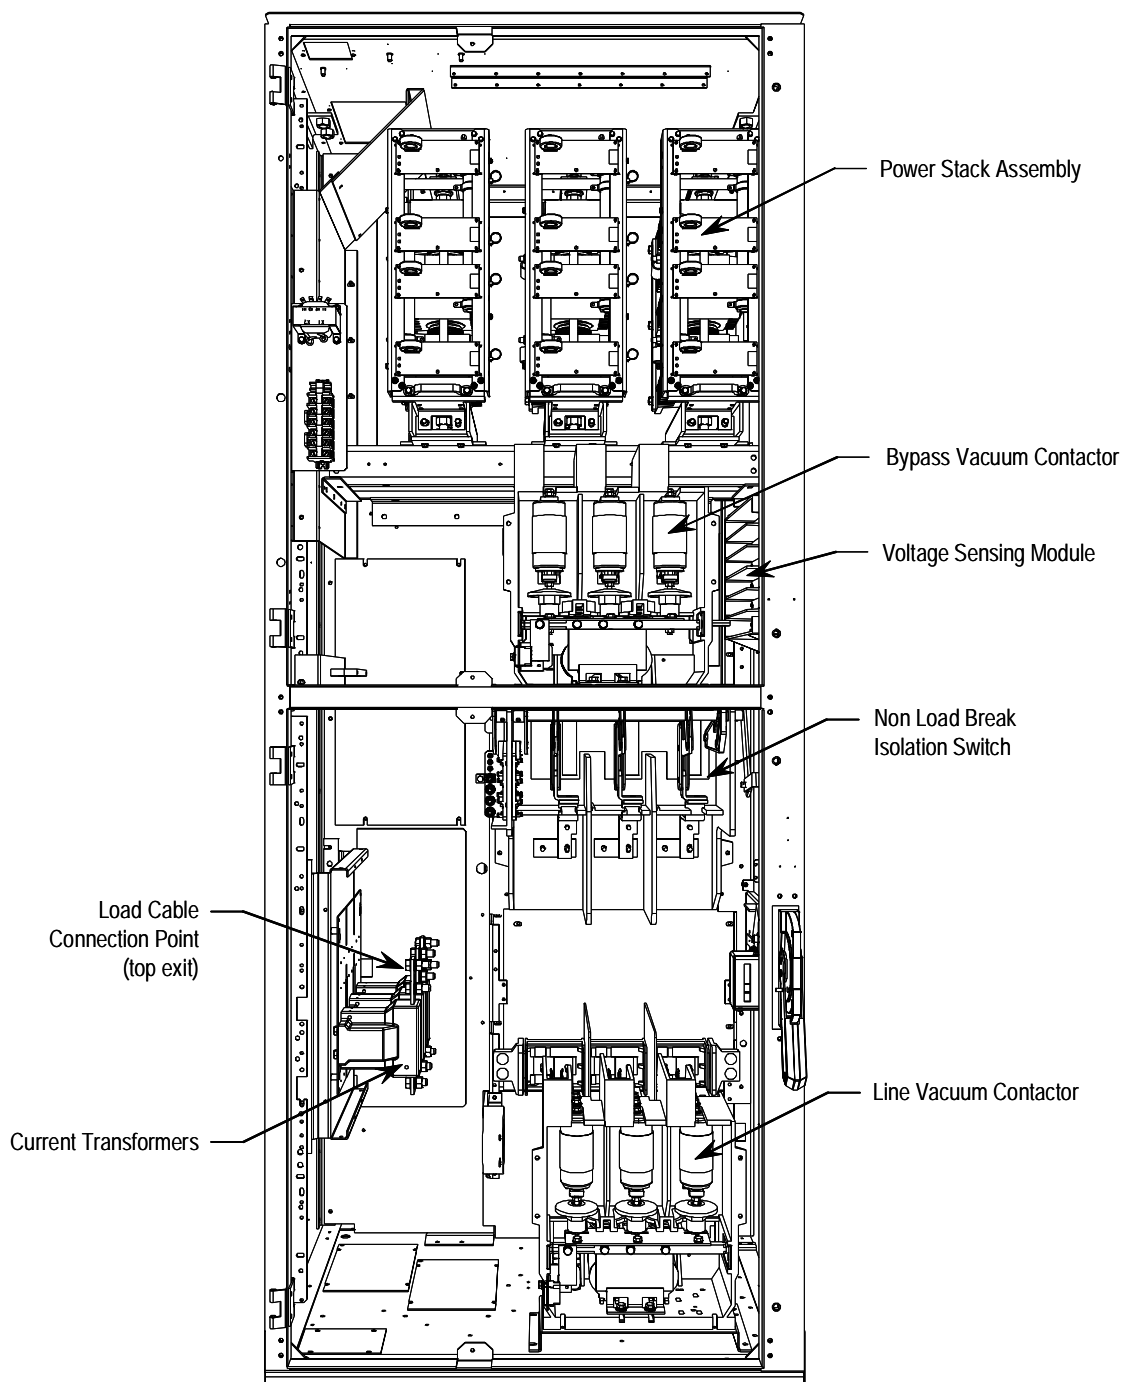 Power Stack Assembly
Bypass Vacuum Contactor
Voltage Sensing Module
Non Load Break
Isolation Switch
Load Cable
Connection Point
(top exit)
Line Vacuum Contactor
Current Transformers